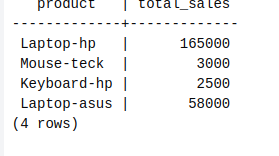 product   | total_sales
-------------+-------------
 Laptop-hp   |      165000
 Mouse-teck  |        3000
 Keyboard-hp |        2500
 Laptop-asus |       58000
(4 rows)